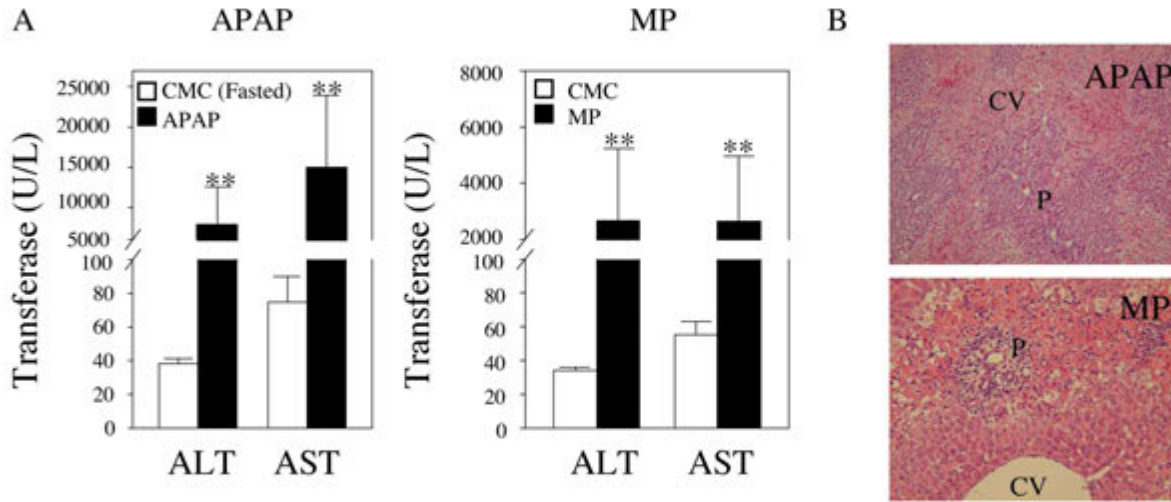 A
APAP
MP
B
Transferase (U/L)
25000
20000
15000
10000
5000
100
80
60
40
20
0
CMC (Fasted)
APAP
**
**
ALT
AST
Transferase (U/L)
8000
6000
4000
2000
100
80
60
40
20
0
CMC
MP
**
**
ALT
AST
APAP
CV
P
MP
P
CV